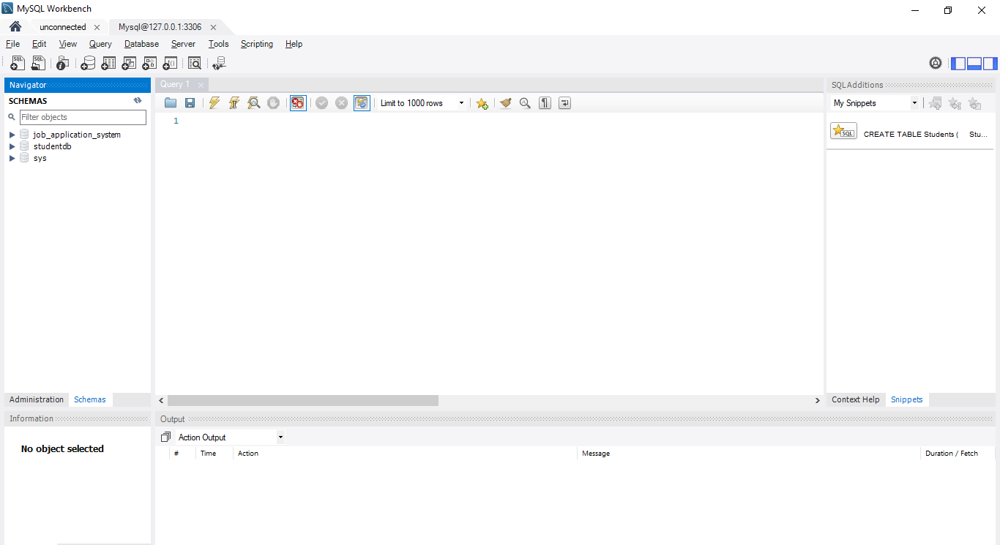 MySQL Workbench
unconnected
Mysql@127.0.0.1:3306
File Edit View Query Database Server Tools Scripting Help
Navigator
SCHEMAS
Filter objects
job_application_system
studentdb
sys
Administration Schemas
Information
No object selected
Query 1
Limit to 1000 rows
1
Output
Action Output
# Time Action Message Duration / Fetch
SQLAdditions
My Snippets
SQL
CREATE TABLE Students ( Stu...
Context Help Snippets